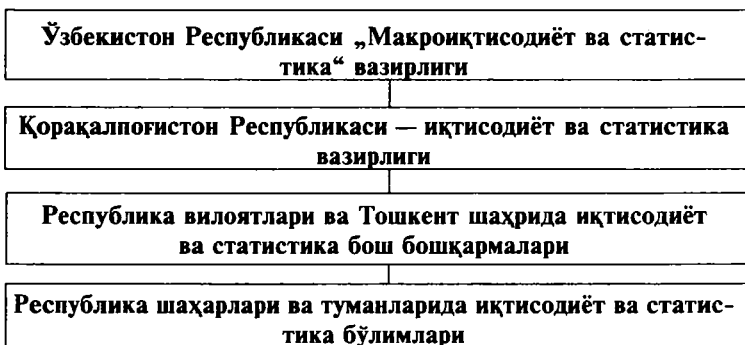 Ўзбекистон Республикаси „Макроиқтисодиёт ва статис-
тика“ вазирлиги
Қорақалпоғистон Республикаси — иқтисодиёт ва статистика
вазирлиги
Республика вилоятлари ва Тошкент шаҳрида иқтисодиёт
ва статистика бош бошқармалари
Республика шаҳарлари ва туманларида иқтисодиёт ва статис-
тика бўлимлари